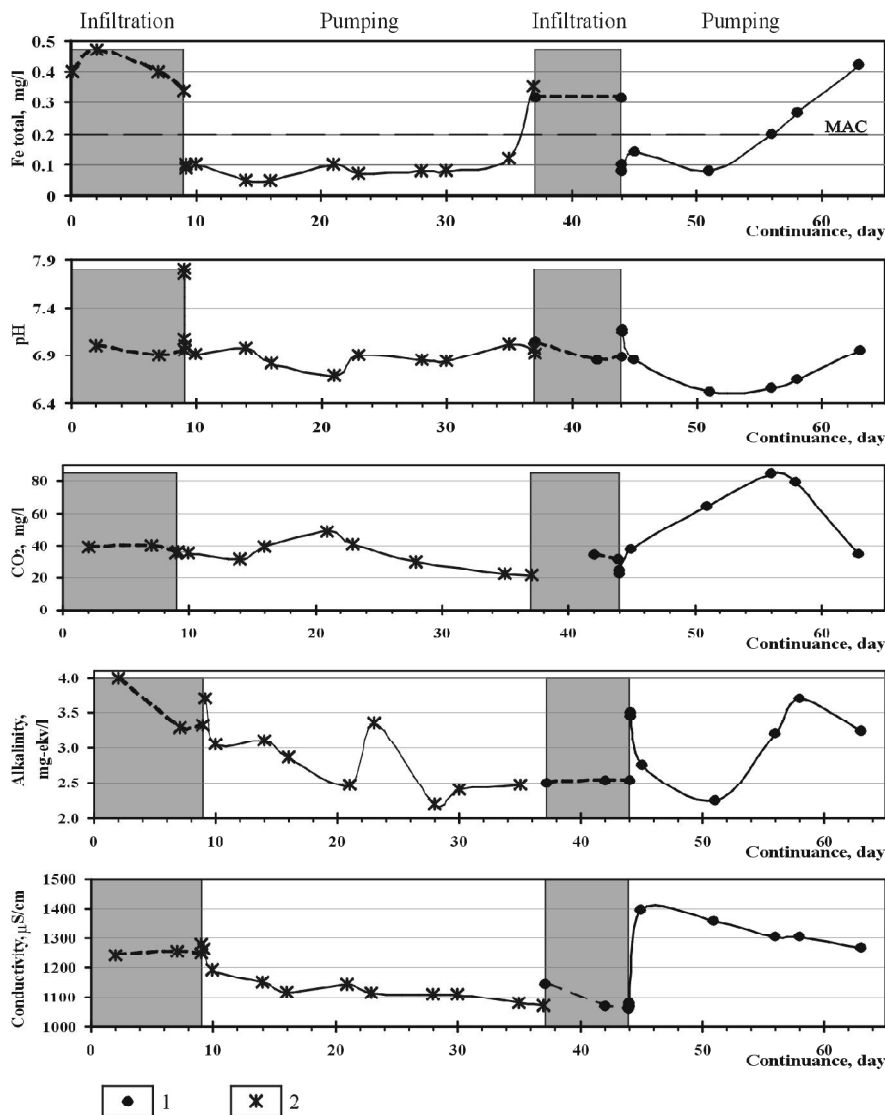 Infiltration Pumping Infiltration Pumping
Fe total, mg/l
0.5
0.4
0.3
0.2
0.1
0
MAC
0 10 20 30 40 50 60
Continuance, day
pH
7.9
7.4
6.9
6.4
0 10 20 30 40 50 60
Continuance, day
CO₂, mg/l
80
60
40
20
0
0 10 20 30 40 50 60
Continuance, day
Alkalinity,
mg-ekv/l
4.0
3.5
3.0
2.5
2.0
0 10 20 30 40 50 60
Continuance, day
Conductivity,μS/cm
1500
1400
1300
1200
1100
1000
0 10 20 30 40 50 60
Continuance, day
1 2